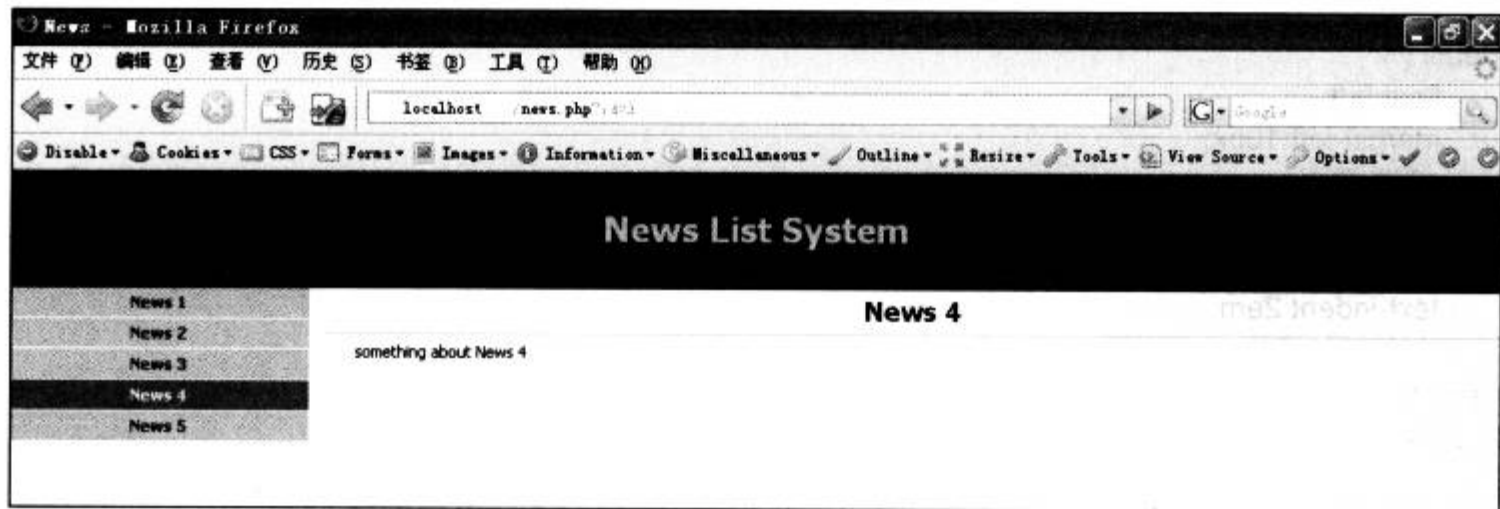 News - Mozilla Firefox
文件 (F) 编辑 (E) 查看 (V) 历史 (S) 书签 (B) 工具 (T) 帮助 (H)
localhost /news.php
Google
Disable Cookies CSS Forms Images Information Miscellaneous Outline Resize Tools View Source Options
News List System
News 1
News 2
News 3
News 4
News 5
News 4
something about News 4